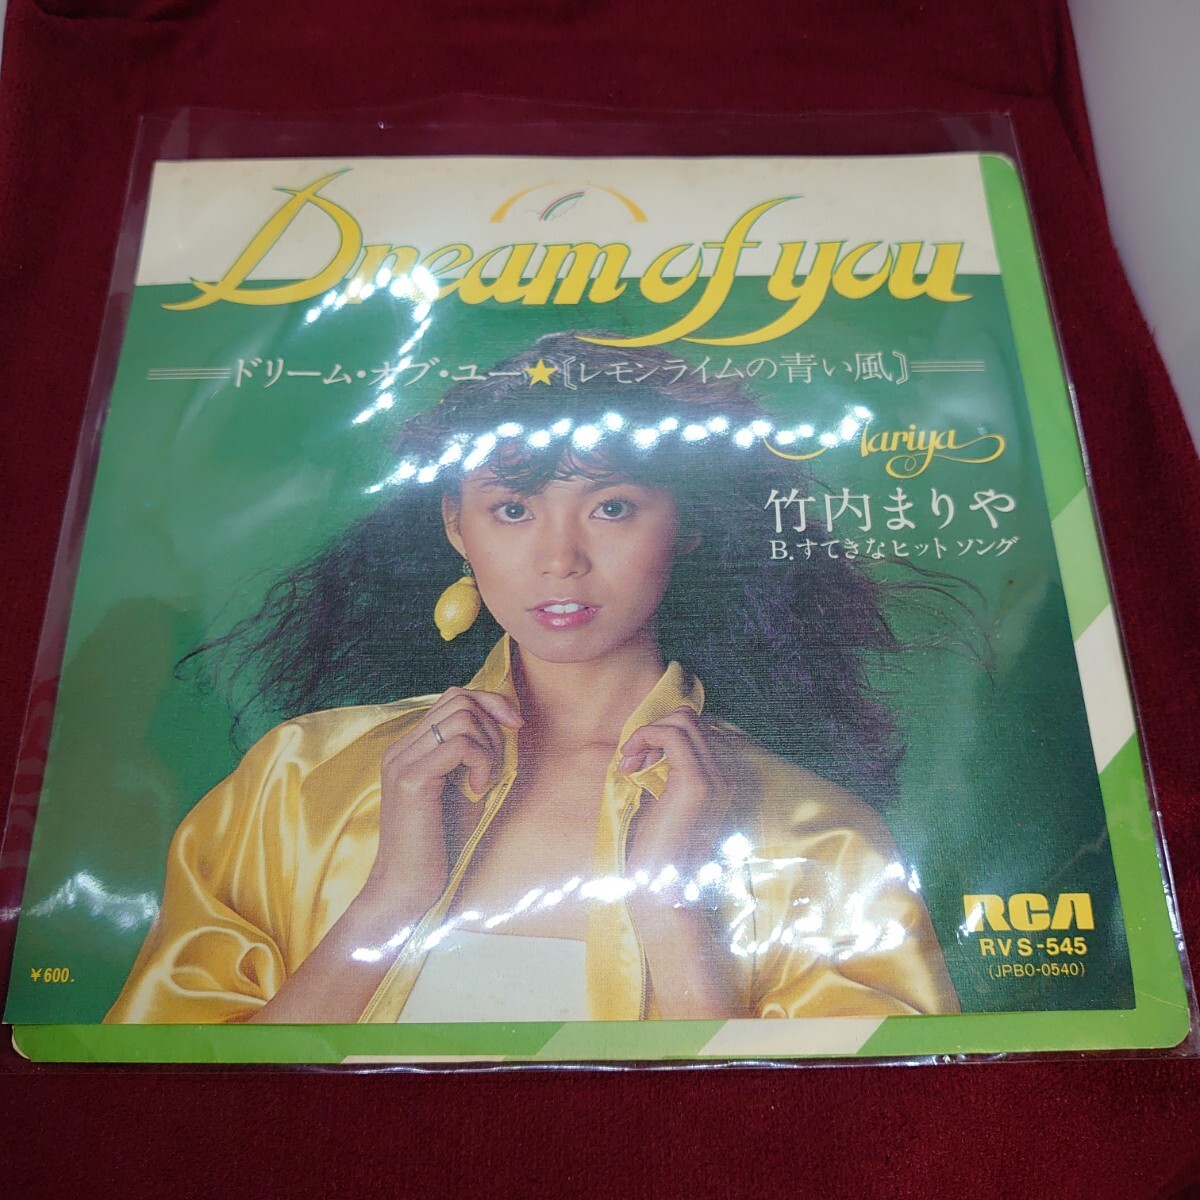 Dream of you
ドリーム・オブ・ユー★〔レモンライムの青い風〕
Mariya
竹内まりや
B.すてきなヒットソング
RCA
RVS-545
(JPBO-0540)
¥600.